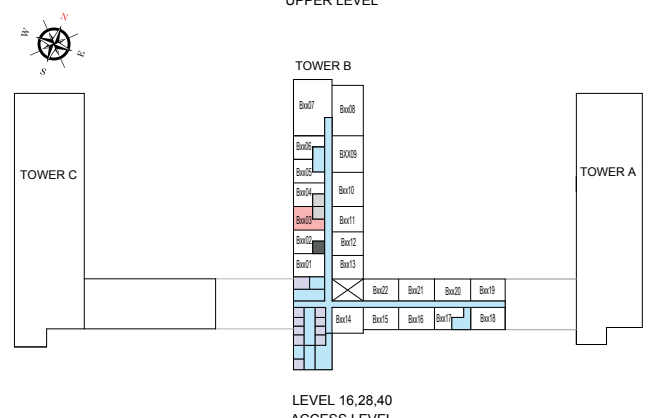 UPPER LEVEL
N
W
E
S
TOWER B
Bxx07
Bxx08
Bxx06
BXX09
Bxx05
TOWER C
TOWER A
Bxx04
Bxx10
Bxx03
Bxx11
Bxx02
Bxx12
Bxx01
Bxx13
Bxx22
Bxx21
Bxx20
Bxx19
Bxx14
Bxx15
Bxx16
Bxx17
Bxx18
LEVEL 16,28,40
ACCESS LEVEL